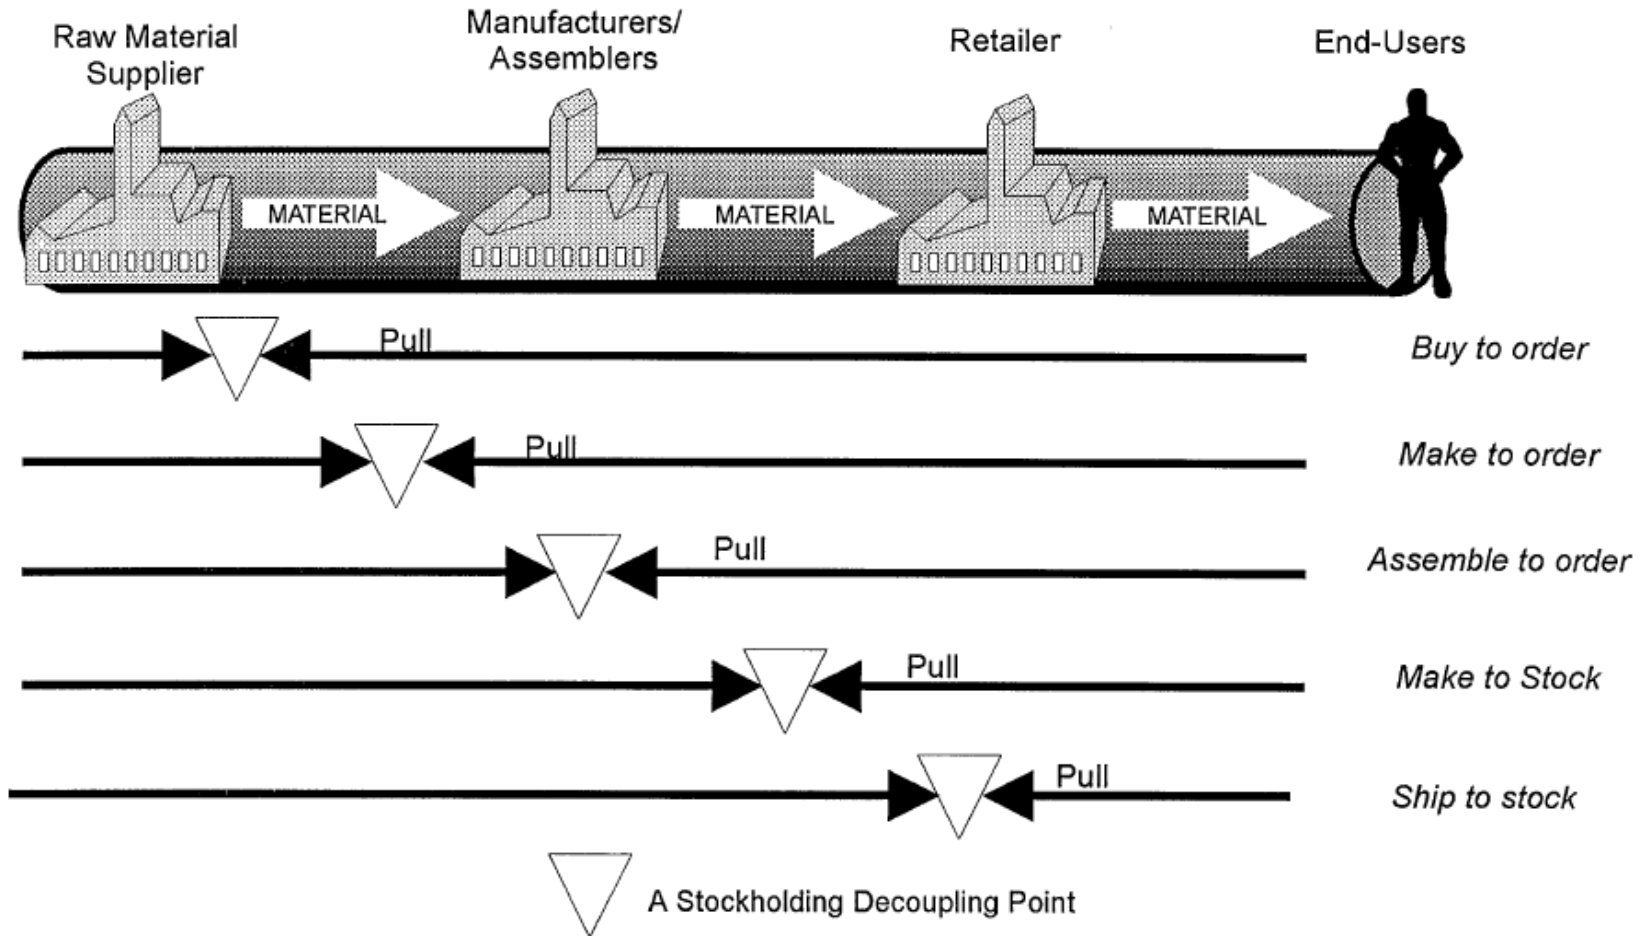 Raw Material
Supplier
Manufacturers/
Assemblers
Retailer
End-Users
MATERIAL
MATERIAL
MATERIAL
Pull
Buy to order
Pull
Make to order
Pull
Assemble to order
Pull
Make to Stock
Pull
Ship to stock
A Stockholding Decoupling Point